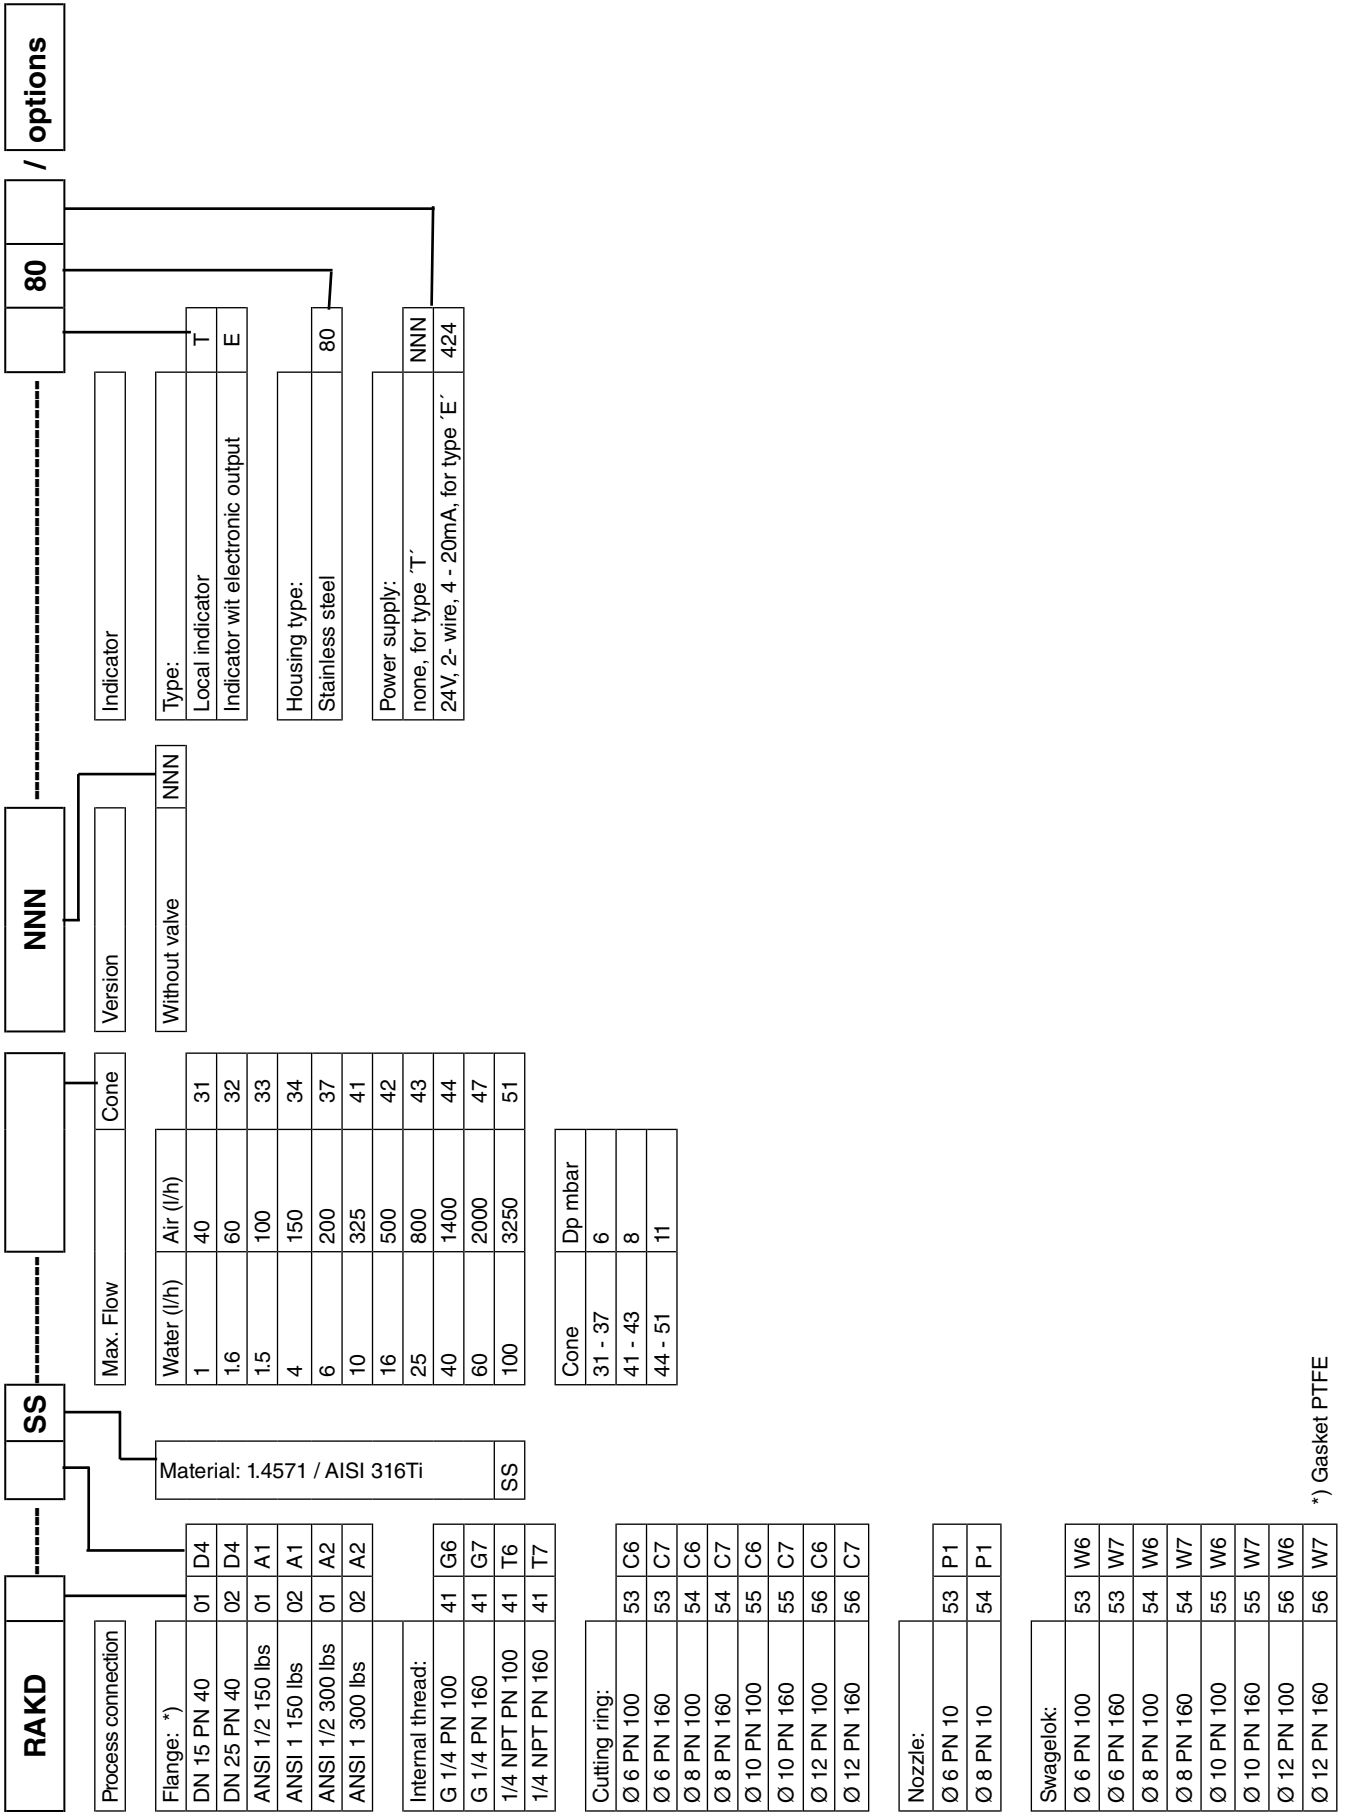 RAKD SS NNN 80 / options
Process connection
Flange: *)
DN 15 PN 40 01 D4
DN 25 PN 40 02 D4
ANSI 1/2 150 lbs 01 A1
ANSI 1 150 lbs 02 A1
ANSI 1/2 300 lbs 01 A2
ANSI 1 300 lbs 02 A2
Internal thread:
G 1/4 PN 100 41 G6
G 1/4 PN 160 41 G7
1/4 NPT PN 100 41 T6
1/4 NPT PN 160 41 T7
Cutting ring:
Ø 6 PN 100 53 C6
Ø 6 PN 160 53 C7
Ø 8 PN 100 54 C6
Ø 8 PN 160 54 C7
Ø 10 PN 100 55 C6
Ø 10 PN 160 55 C7
Ø 12 PN 100 56 C6
Ø 12 PN 160 56 C7
Nozzle:
Ø 6 PN 10 53 P1
Ø 8 PN 10 54 P1
Swagelok:
Ø 6 PN 100 53 W6
Ø 6 PN 160 53 W7
Ø 8 PN 100 54 W6
Ø 8 PN 160 54 W7
Ø 10 PN 100 55 W6
Ø 10 PN 160 55 W7
Ø 12 PN 100 56 W6
Ø 12 PN 160 56 W7
Material: 1.4571 / AISI 316Ti
SS
*) Gasket PTFE
Max. Flow Cone
Water (l/h) Air (l/h)
1 40 31
1.6 60 32
1.5 100 33
4 150 34
6 200 37
10 325 41
16 500 42
25 800 43
40 1400 44
60 2000 47
100 3250 51
Cone Dp mbar
31 - 37 6
41 - 43 8
44 - 51 11
Version
Without valve NNN
Indicator
Type:
Local indicator T
Indicator wit electronic output E
Housing type:
Stainless steel 80
Power supply:
none, for type ´T´ NNN
24V, 2- wire, 4 - 20mA, for type ´E´ 424